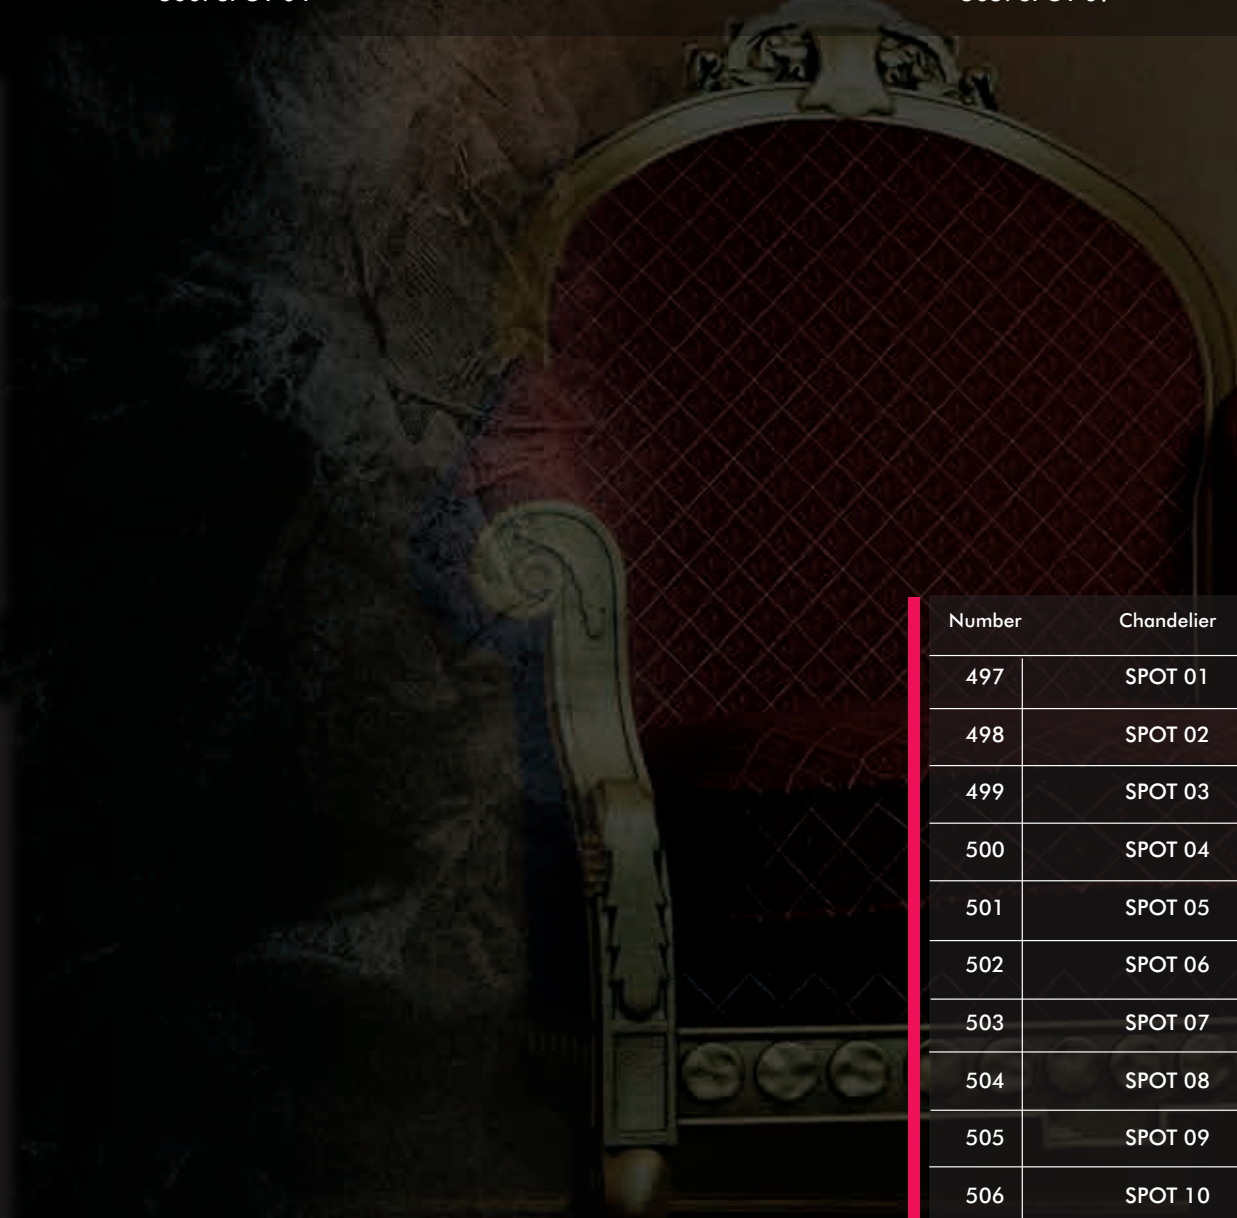 Number Chandelier
497 SPOT 01
498 SPOT 02
499 SPOT 03
500 SPOT 04
501 SPOT 05
502 SPOT 06
503 SPOT 07
504 SPOT 08
505 SPOT 09
506 SPOT 10